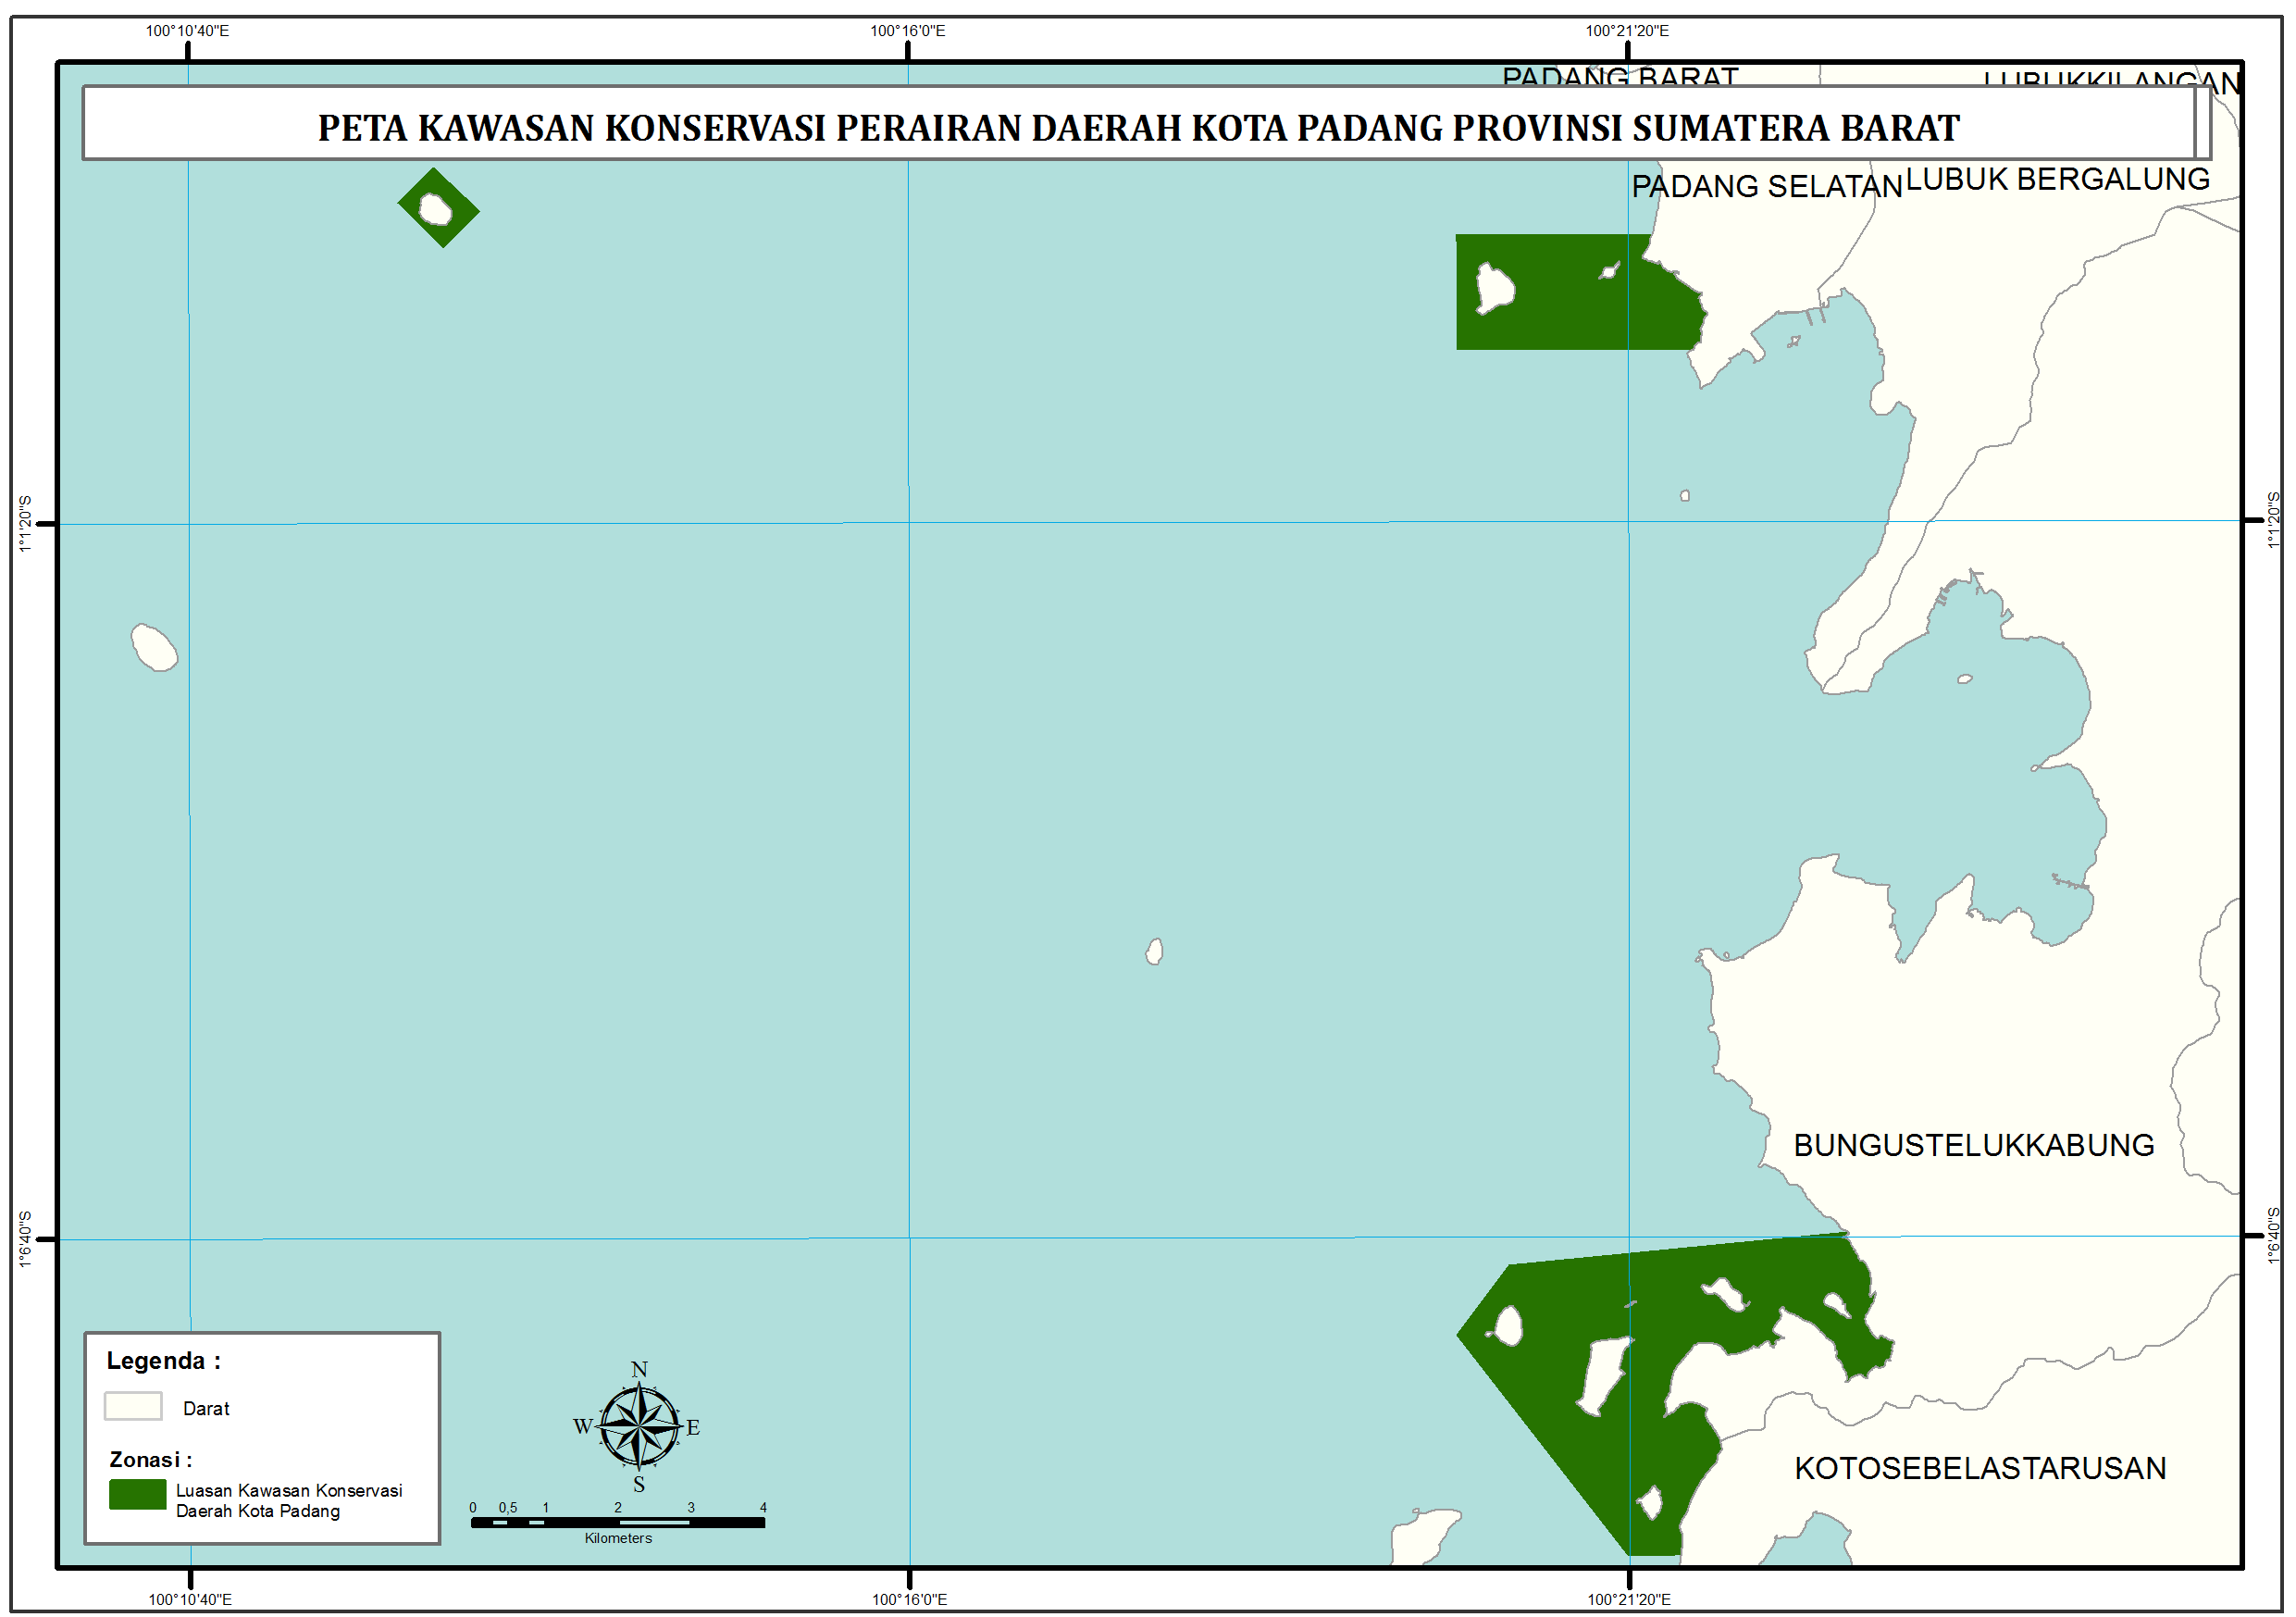 100°10'40"E
100°16'0"E
100°21'20"E
PADANG BARAT
LUBUKKILANGAN
PETA KAWASAN KONSERVASI PERAIRAN DAERAH KOTA PADANG PROVINSI SUMATERA BARAT
PADANG SELATAN
LUBUK BERGALUNG
1°1'20"S
1°1'20"S
BUNGUSTELUKKABUNG
1°6'40"S
1°6'40"S
KOTOSEBELASTARUSAN
Legenda :
Darat
Zonasi :
Luasan Kawasan Konservasi
Daerah Kota Padang
N
W
E
S
0 0,5 1 2 3 4
Kilometers
100°10'40"E
100°16'0"E
100°21'20"E